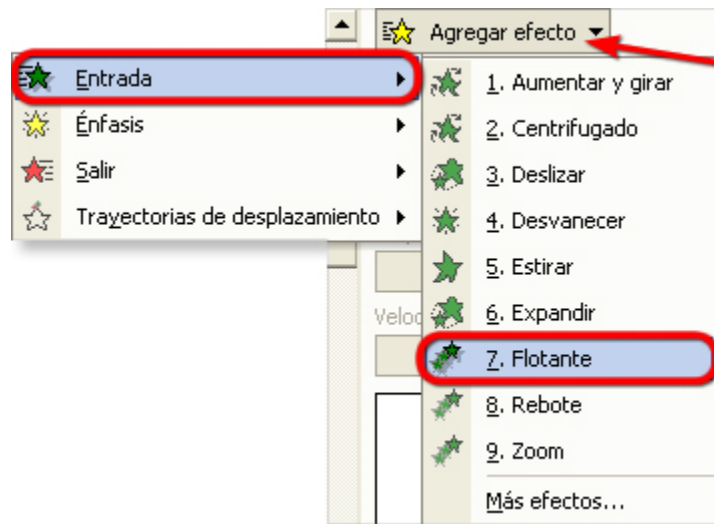 Agregar efecto
Entrada
Énfasis
Salir
Trayectorias de desplazamiento
1. Aumentar y girar
2. Centrifugado
3. Deslizar
4. Desvanecer
5. Estirar
6. Expandir
7. Flotante
8. Rebote
9. Zoom
Más efectos...
Veloc